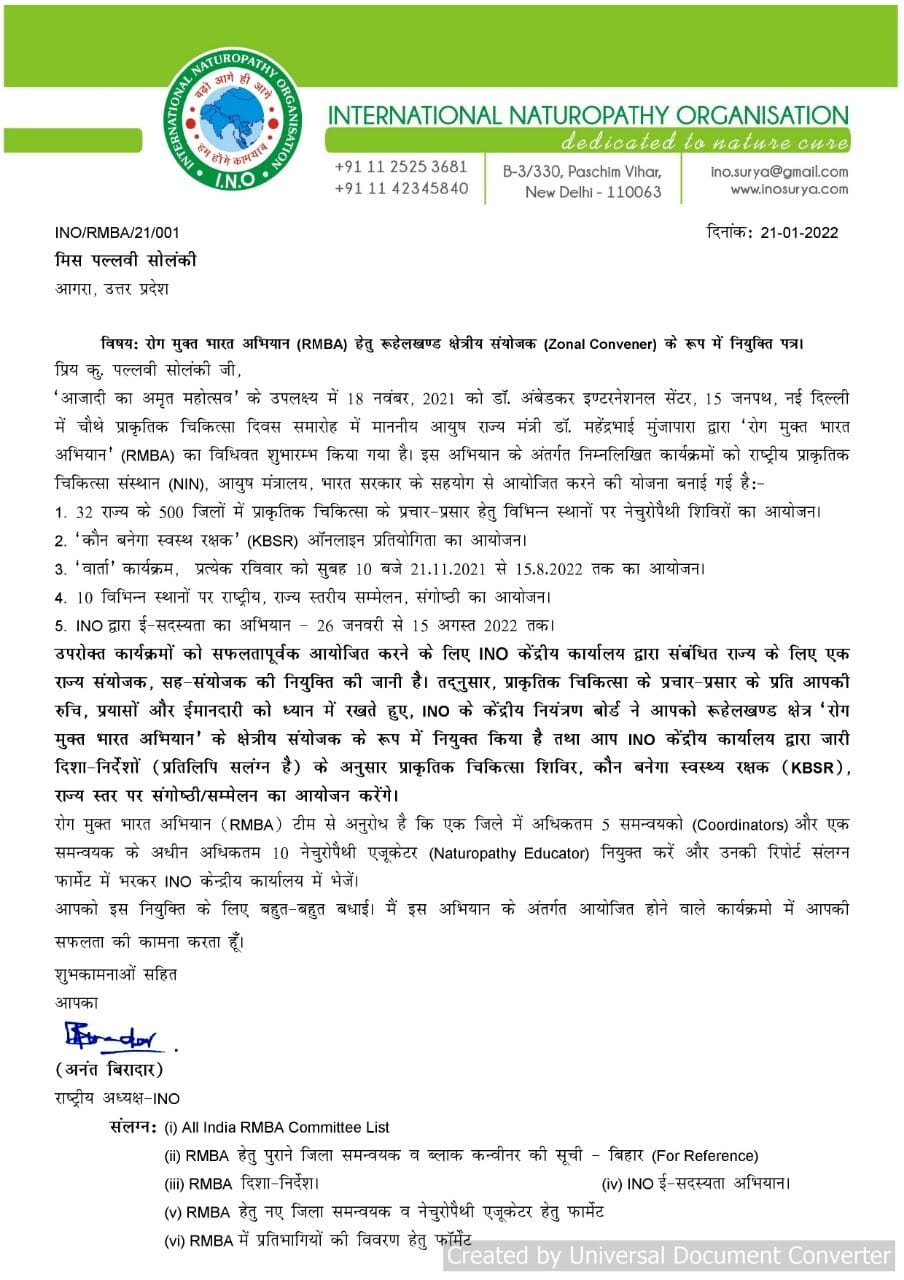 INTERNATIONAL NATUROPATHY ORGANISATION
बढ़ो आगे ही आगे
हम होंगे कामयाब
I.N.O
INTERNATIONAL NATUROPATHY ORGANISATION
dedicated to nature cure
+91 11 2525 3681
+91 11 42345840
B-3/330, Paschim Vihar,
New Delhi - 110063
ino.surya@gmail.com
www.inosurya.com
INO/RMBA/21/001 दिनांक: 21-01-2022
मिस पल्लवी सोलंकी
आगरा, उत्तर प्रदेश
विषय: रोग मुक्त भारत अभियान (RMBA) हेतु रूहेलखण्ड क्षेत्रीय संयोजक (Zonal Convener) के रूप में नियुक्ति पत्र।
प्रिय कु. पल्लवी सोलंकी जी,
'आजादी का अमृत महोत्सव' के उपलक्ष्य में 18 नवंबर, 2021 को डॉ. अंबेडकर इण्टरनेशनल सेंटर, 15 जनपथ, नई दिल्ली
में चौथे प्राकृतिक चिकित्सा दिवस समारोह में माननीय आयुष राज्य मंत्री डॉ. महेंद्रभाई मुंजापारा द्वारा 'रोग मुक्त भारत
अभियान' (RMBA) का विधिवत शुभारम्भ किया गया है। इस अभियान के अंतर्गत निम्नलिखित कार्यक्रमों को राष्ट्रीय प्राकृतिक
चिकित्सा संस्थान (NIN), आयुष मंत्रालय, भारत सरकार के सहयोग से आयोजित करने की योजना बनाई गई है:-
1. 32 राज्य के 500 जिलों में प्राकृतिक चिकित्सा के प्रचार-प्रसार हेतु विभिन्न स्थानों पर नेचुरोपैथी शिविरों का आयोजन।
2. 'कौन बनेगा स्वस्थ रक्षक' (KBSR) ऑनलाइन प्रतियोगिता का आयोजन।
3. 'वार्ता' कार्यक्रम, प्रत्येक रविवार को सुबह 10 बजे 21.11.2021 से 15.8.2022 तक का आयोजन।
4. 10 विभिन्न स्थानों पर राष्ट्रीय, राज्य स्तरीय सम्मेलन, संगोष्ठी का आयोजन।
5. INO द्वारा ई-सदस्यता का अभियान - 26 जनवरी से 15 अगस्त 2022 तक।
उपरोक्त कार्यक्रमों को सफलतापूर्वक आयोजित करने के लिए INO केंद्रीय कार्यालय द्वारा संबंधित राज्य के लिए एक
राज्य संयोजक, सह-संयोजक की नियुक्ति की जानी है। तद्नुसार, प्राकृतिक चिकित्सा के प्रचार-प्रसार के प्रति आपकी
रुचि, प्रयासों और ईमानदारी को ध्यान में रखते हुए, INO के केंद्रीय नियंत्रण बोर्ड ने आपको रूहेलखण्ड क्षेत्र 'रोग
मुक्त भारत अभियान' के क्षेत्रीय संयोजक के रूप में नियुक्त किया है तथा आप INO केंद्रीय कार्यालय द्वारा जारी
दिशा-निर्देशों (प्रतिलिपि सलंग्न है) के अनुसार प्राकृतिक चिकित्सा शिविर, कौन बनेगा स्वस्थ्य रक्षक (KBSR),
राज्य स्तर पर संगोष्ठी/सम्मेलन का आयोजन करेंगे।
रोग मुक्त भारत अभियान (RMBA) टीम से अनुरोध है कि एक जिले में अधिकतम 5 समन्वयको (Coordinators) और एक
समन्वयक के अधीन अधिकतम 10 नेचुरोपैथी एजूकेटर (Naturopathy Educator) नियुक्त करें और उनकी रिपोर्ट संलग्न
फार्मेट में भरकर INO केन्द्रीय कार्यालय में भेजें।
आपको इस नियुक्ति के लिए बहुत-बहुत बधाई। मैं इस अभियान के अंतर्गत आयोजित होने वाले कार्यक्रमो में आपकी
सफलता की कामना करता हूँ।
शुभकामनाओं सहित
आपका
(अनंत बिरादार)
राष्ट्रीय अध्यक्ष-INO
संलग्न: (i) All India RMBA Committee List
(ii) RMBA हेतु पुराने जिला समन्वयक व ब्लाक कन्वीनर की सूची - बिहार (For Reference)
(iii) RMBA दिशा-निर्देश। (iv) INO ई-सदस्यता अभियान।
(v) RMBA हेतु नए जिला समन्वयक व नेचुरोपैथी एजूकेटर हेतु फार्मेट
(vi) RMBA में प्रतिभागियों की विवरण हेतु फॉर्मेंट
Created by Universal Document Converter